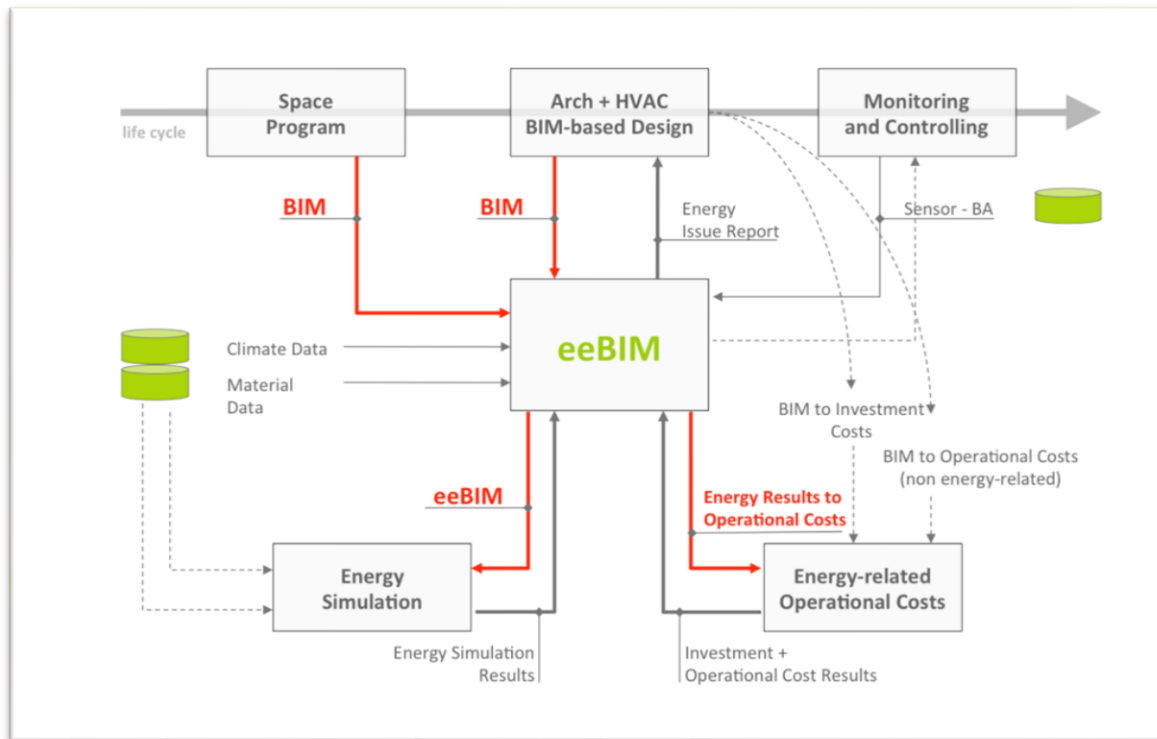 Space
Program
Arch + HVAC
BIM-based Design
Monitoring
and Controlling
life cycle
BIM
BIM
Energy
Issue Report
Sensor - BA
eeBIM
Climate Data
Material
Data
BIM to Investment
Costs
BIM to Operational Costs
(non energy-related)
eeBIM
Energy Results to
Operational Costs
Energy
Simulation
Energy-related
Operational Costs
Energy Simulation
Results
Investment +
Operational Cost Results